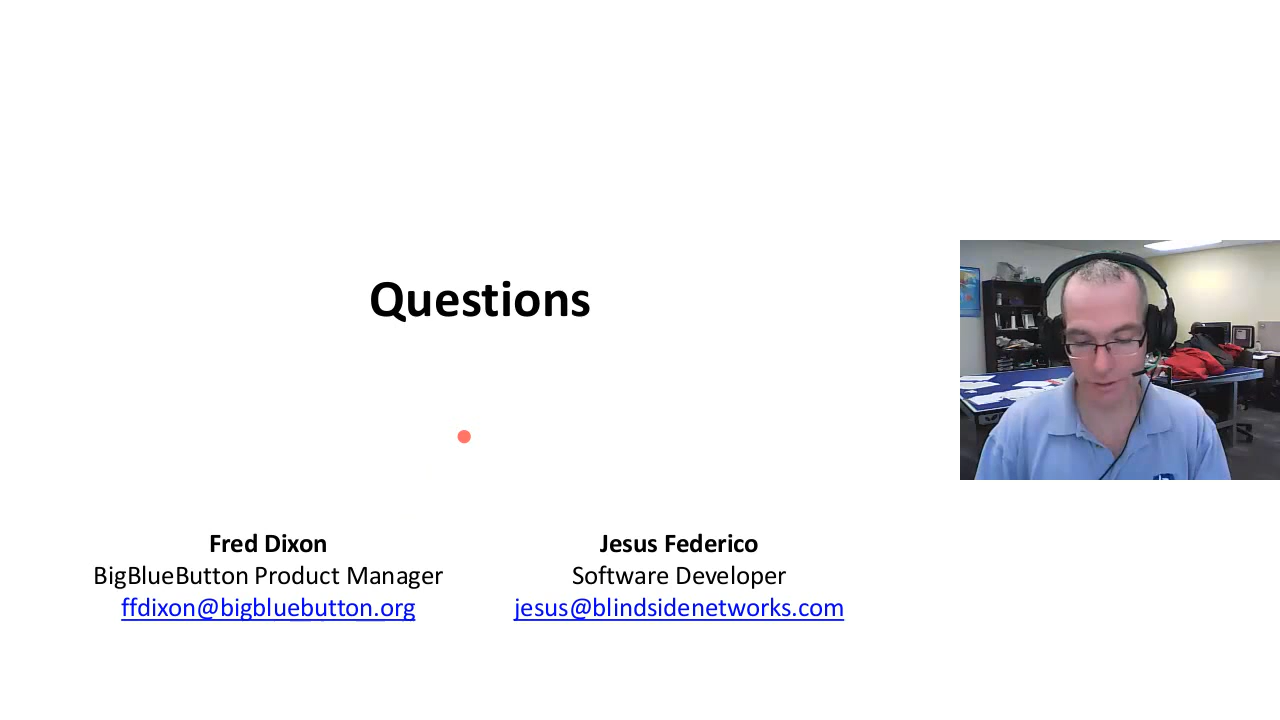 Questions
Fred Dixon
BigBlueButton Product Manager
ffdixon@bigbluebutton.org
Jesus Federico
Software Developer
jesus@blindsidenetworks.com